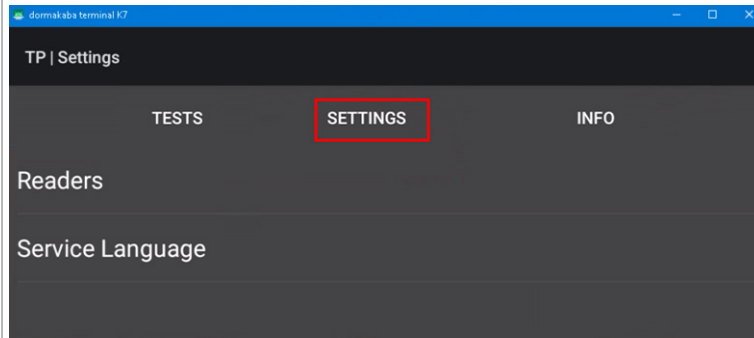 dormakaba terminal K7
TP | Settings
TESTS SETTINGS INFO
Readers
Service Language